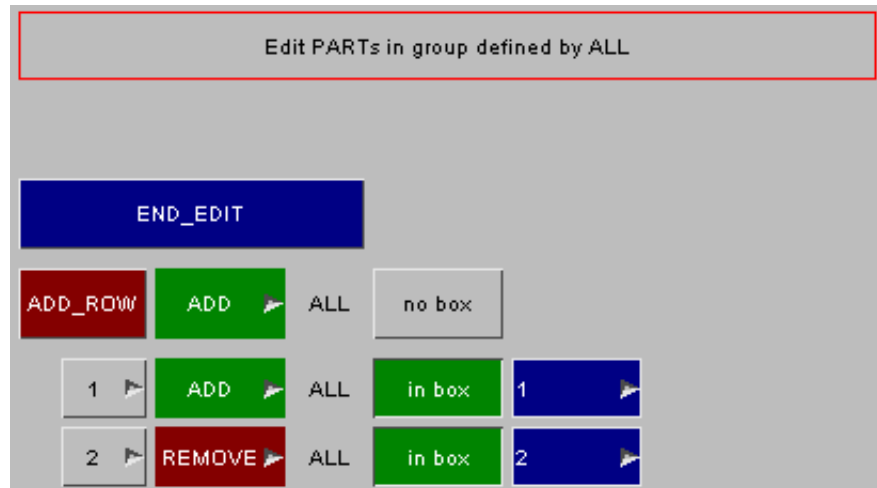 Edit PARTs in group defined by ALL
END_EDIT
ADD_ROW ADD ALL no box
1 ADD ALL in box 1
2 REMOVE ALL in box 2